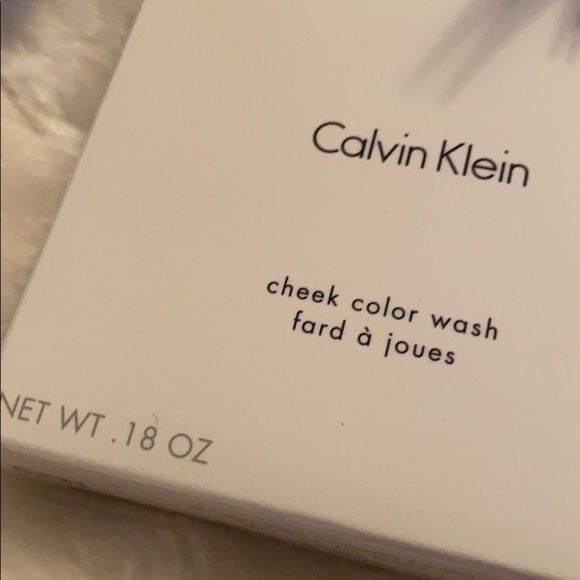 Calvin Klein
cheek color wash
fard à joues
NET WT .18 OZ